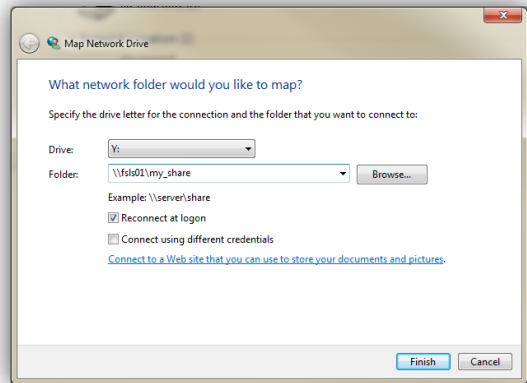 Map Network Drive
What network folder would you like to map?
Specify the drive letter for the connection and the folder that you want to connect to:
Drive: Y:
Folder: \\fsls01\my_share Browse...
Example: \\server\share
Reconnect at logon
Connect using different credentials
Connect to a Web site that you can use to store your documents and pictures.
Finish Cancel